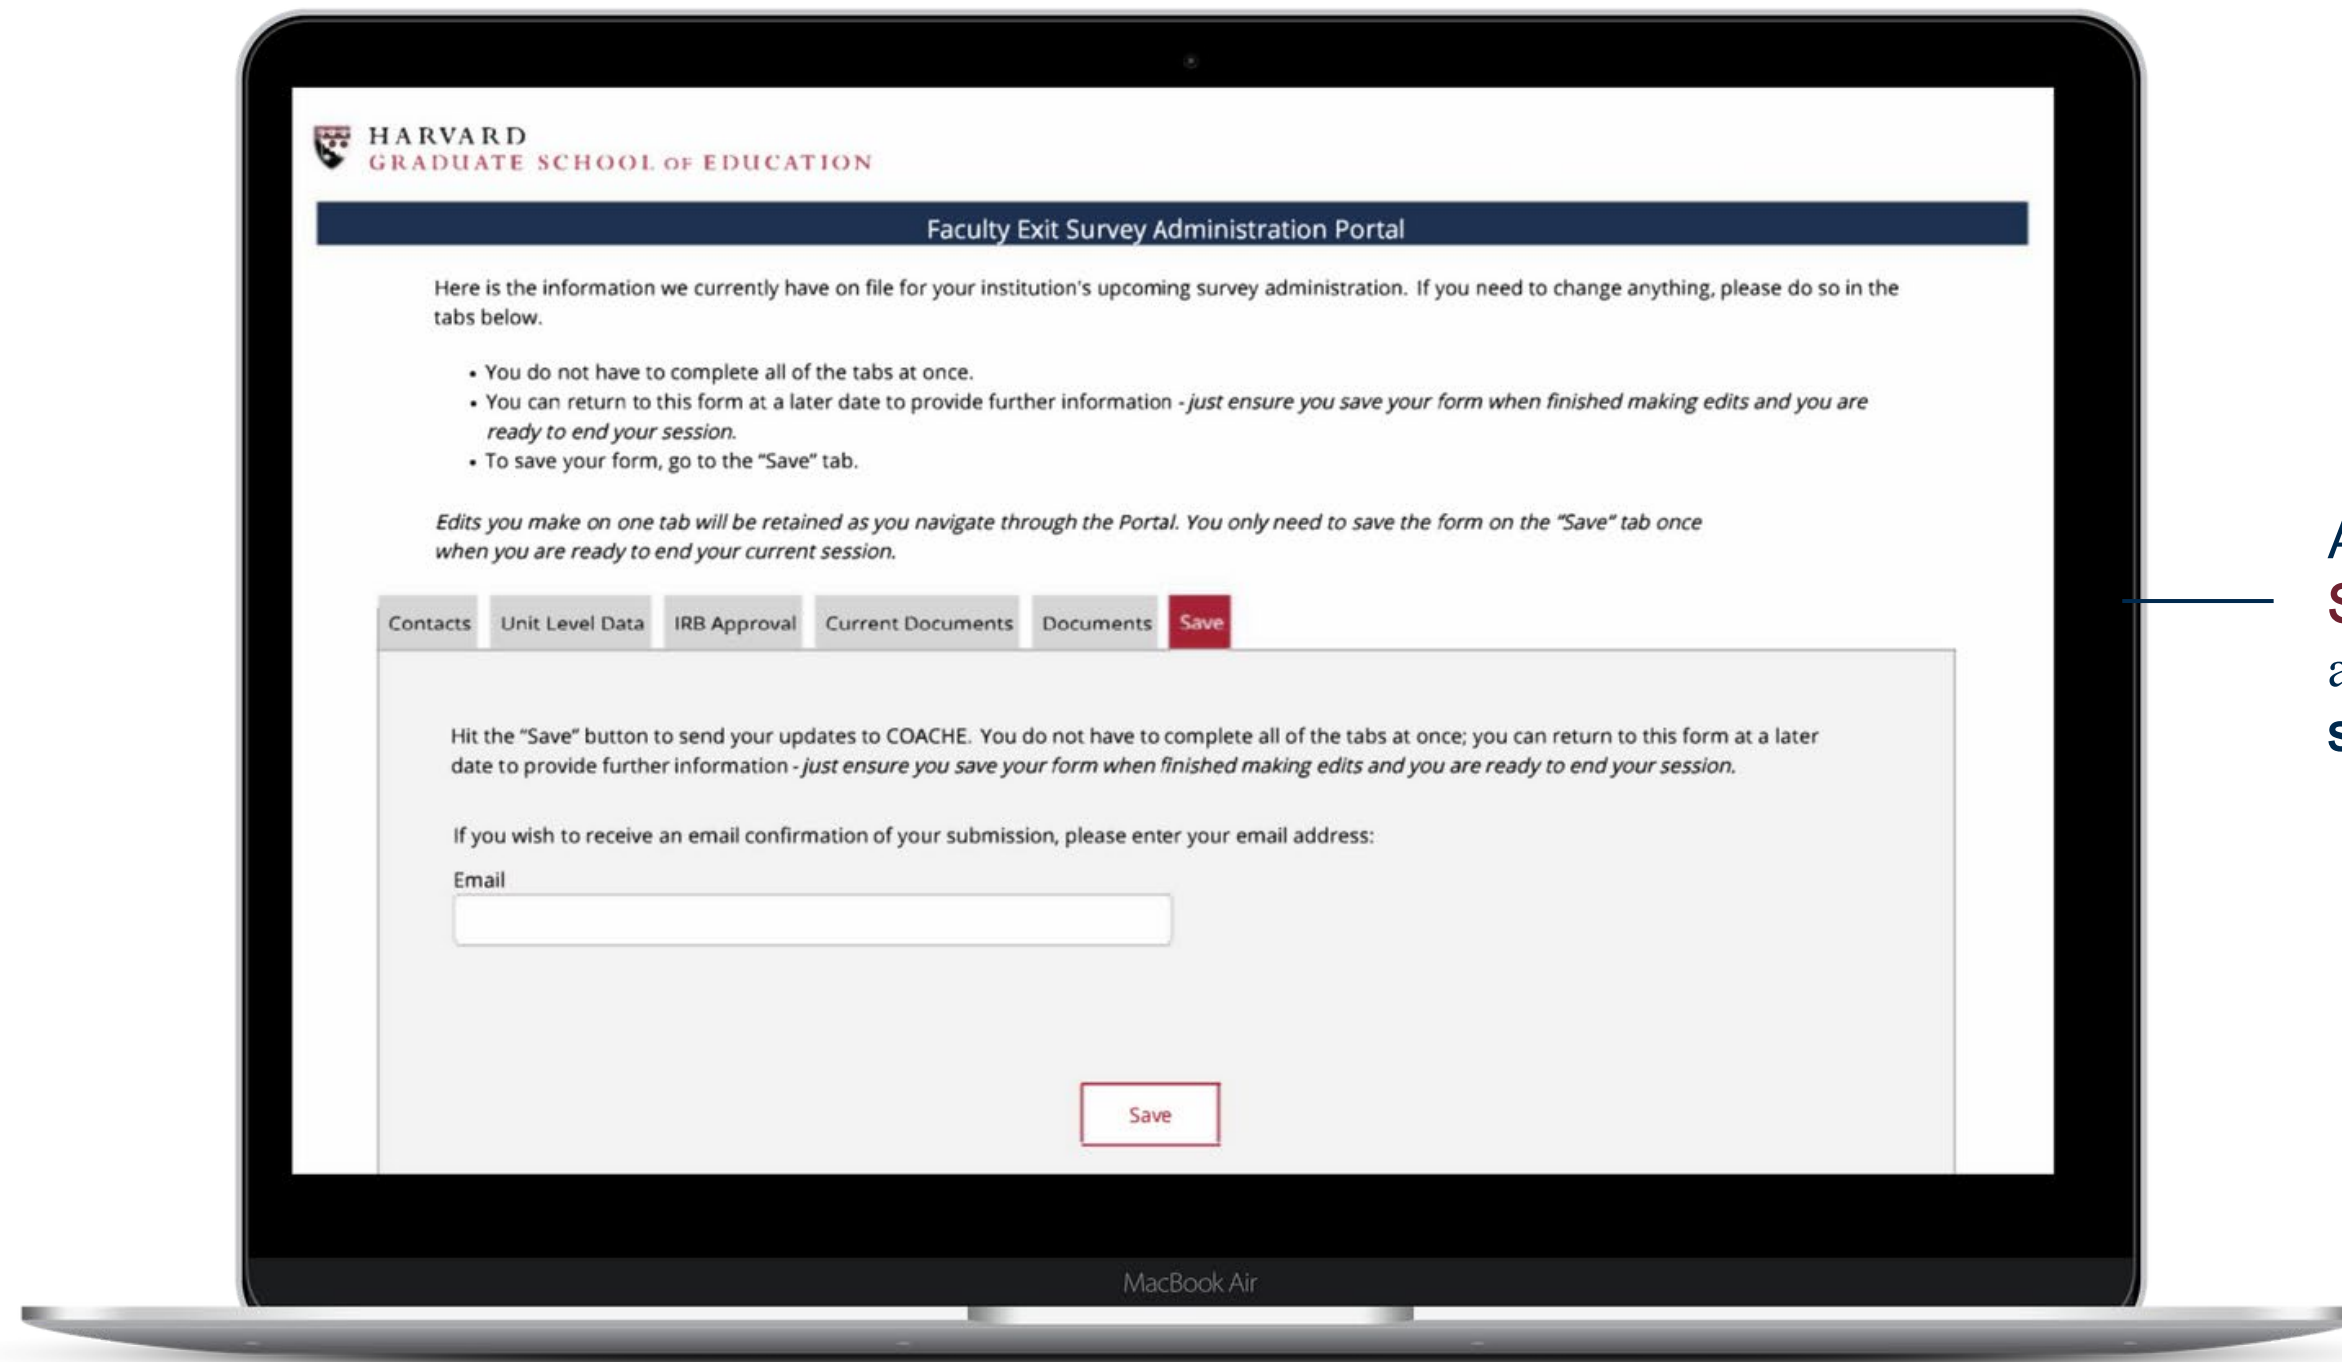 HARVARD
GRADUATE SCHOOL OF EDUCATION
Faculty Exit Survey Administration Portal
Here is the information we currently have on file for your institution's upcoming survey administration. If you need to change anything, please do so in the
tabs below.
• You do not have to complete all of the tabs at once.
• You can return to this form at a later date to provide further information - just ensure you save your form when finished making edits and you are
ready to end your session.
• To save your form, go to the “Save” tab.
Edits you make on one tab will be retained as you navigate through the Portal. You only need to save the form on the “Save” tab once
when you are ready to end your current session.
Contacts Unit Level Data IRB Approval Current Documents Documents Save
Hit the “Save” button to send your updates to COACHE. You do not have to complete all of the tabs at once; you can return to this form at a later
date to provide further information - just ensure you save your form when finished making edits and you are ready to end your session.
If you wish to receive an email confirmation of your submission, please enter your email address:
Email
Save
MacBook Air